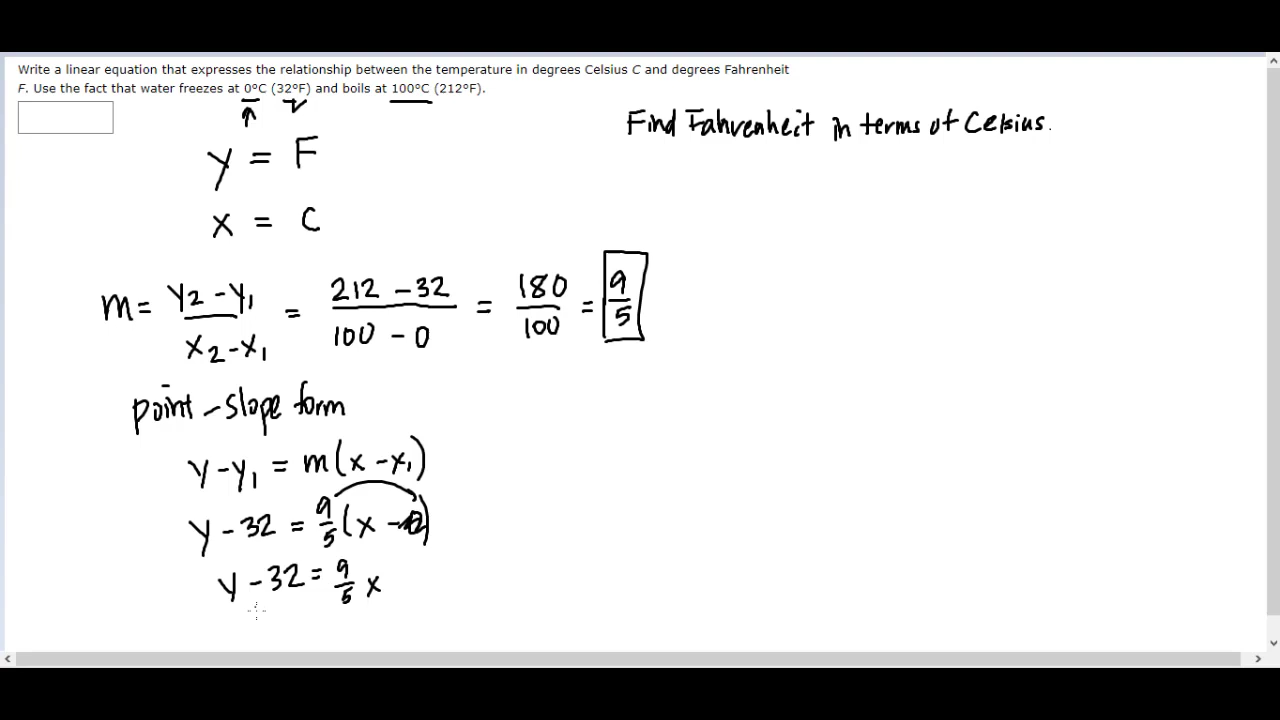 Write a linear equation that expresses the relationship between the temperature in degrees Celsius C and degrees Fahrenheit
F. Use the fact that water freezes at 0°C (32°F) and boils at 100°C (212°F).
Find Fahrenheit in terms of Celsius.
y = F
x = C
m = y₂ - y₁ / x₂ - x₁ = 212 - 32 / 100 - 0 = 180 / 100 = 9/5
point - slope form
y - y₁ = m(x - x₁)
y - 32 = 9/5 (x - 0)
y - 32 = 9/5 x